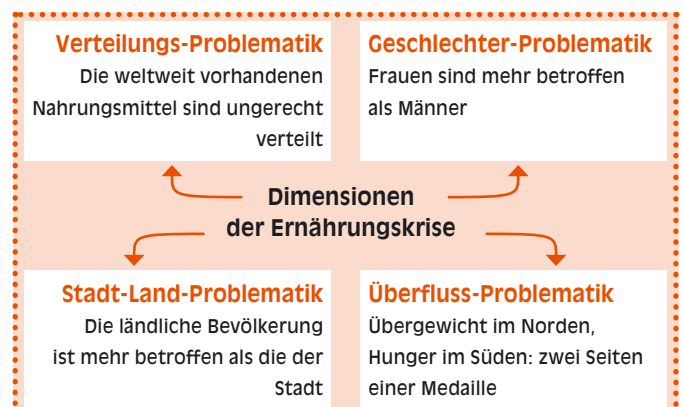 Verteilungs-Problematik
Die weltweit vorhandenen
Nahrungsmittel sind ungerecht
verteilt
Geschlechter-Problematik
Frauen sind mehr betroffen
als Männer
Dimensionen
der Ernährungskrise
Stadt-Land-Problematik
Die ländliche Bevölkerung
ist mehr betroffen als die der
Stadt
Überfluss-Problematik
Übergewicht im Norden,
Hunger im Süden: zwei Seiten
einer Medaille